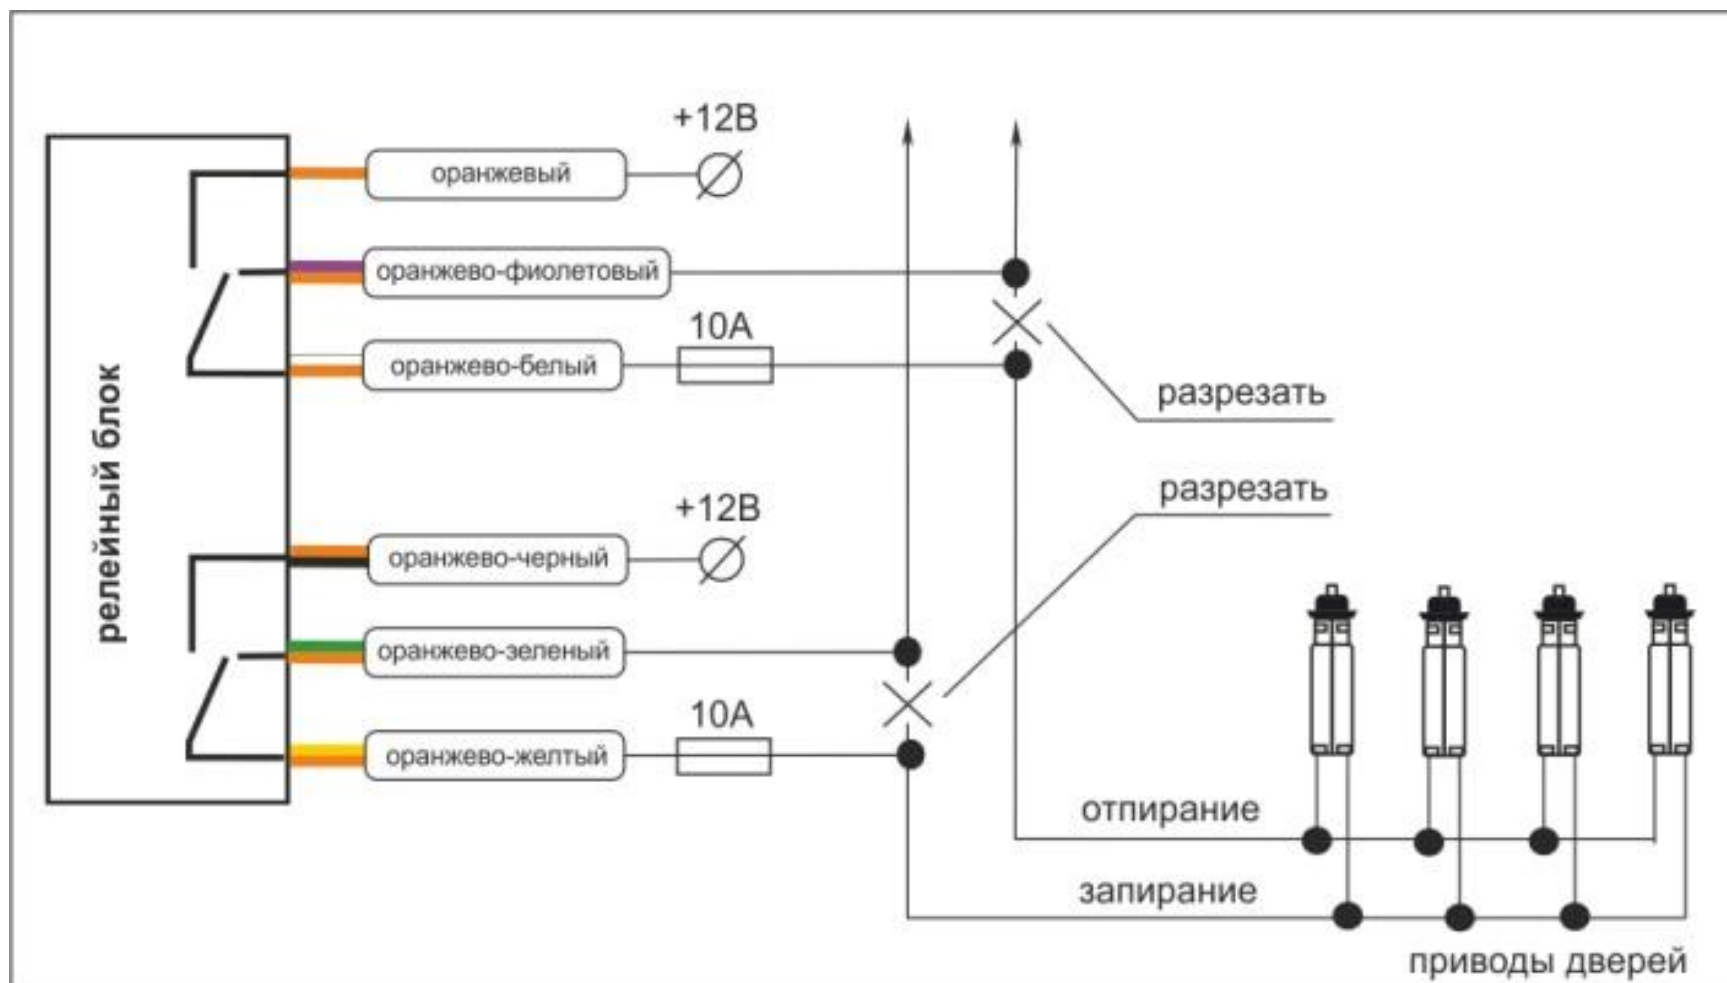 +12В
оранжевый
оранжево-фиолетовый
10А
оранжево-белый
разрезать
релейный блок
разрезать
+12В
оранжево-черный
оранжево-зеленый
10А
оранжево-желтый
отпирание
запирание
приводы дверей